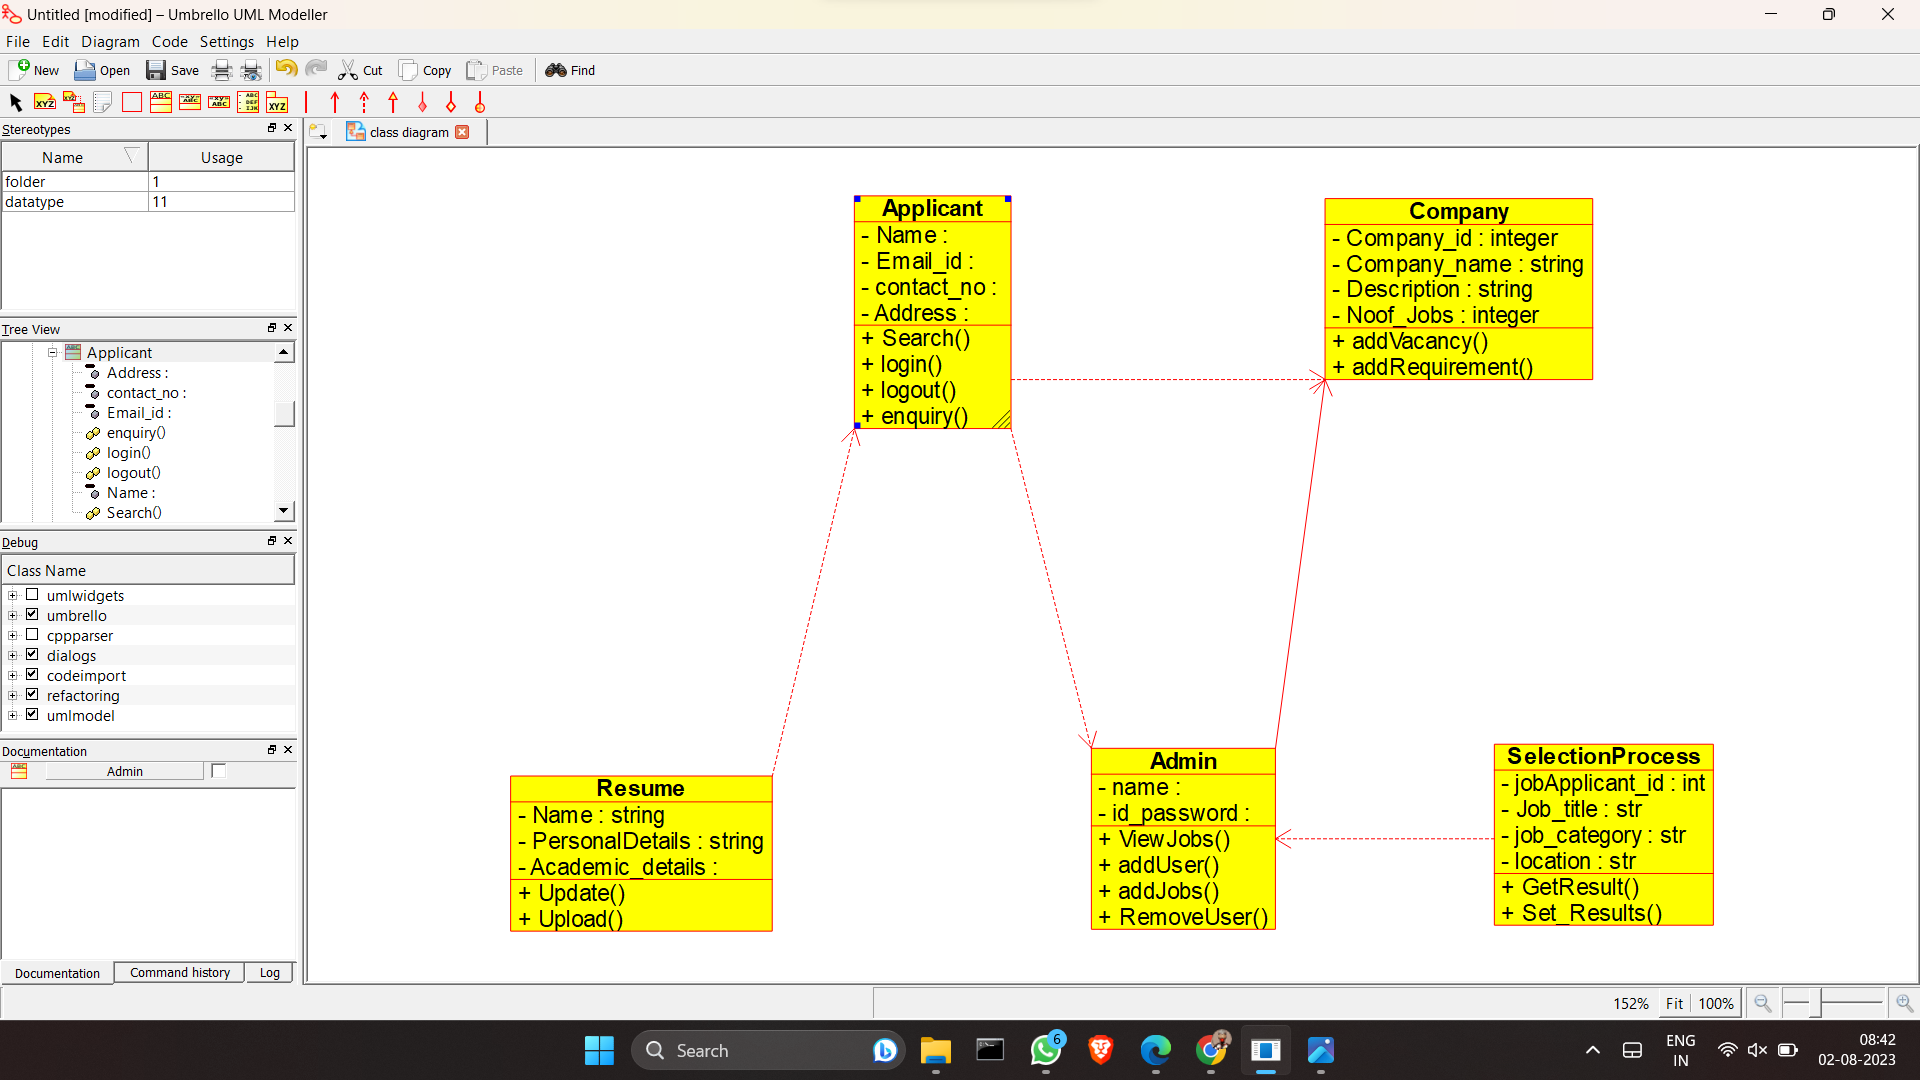 Untitled [modified] – Umbrello UML Modeller
File Edit Diagram Code Settings Help
New Open Save Cut Copy Paste Find
Stereotypes
Name Usage
folder 1
datatype 11
Tree View
Applicant
Address :
contact_no :
Email_id :
enquiry()
login()
logout()
Name :
Search()
Debug
Class Name
umlwidgets
umbrello
cppparser
dialogs
codeimport
refactoring
umlmodel
Documentation
Admin
Documentation Command history Log
class diagram
Applicant
- Name :
- Email_id :
- contact_no :
- Address :
+ Search()
+ login()
+ logout()
+ enquiry()
Company
- Company_id : integer
- Company_name : string
- Description : string
- Noof_Jobs : integer
+ addVacancy()
+ addRequirement()
Resume
- Name : string
- PersonalDetails : string
- Academic_details :
+ Update()
+ Upload()
Admin
- name :
- id_password :
+ ViewJobs()
+ addUser()
+ addJobs()
+ RemoveUser()
SelectionProcess
- jobApplicant_id : int
- Job_title : str
- job_category : str
- location : str
+ GetResult()
+ Set_Results()
152% Fit 100%
Search
6
ENG
IN
08:42
02-08-2023